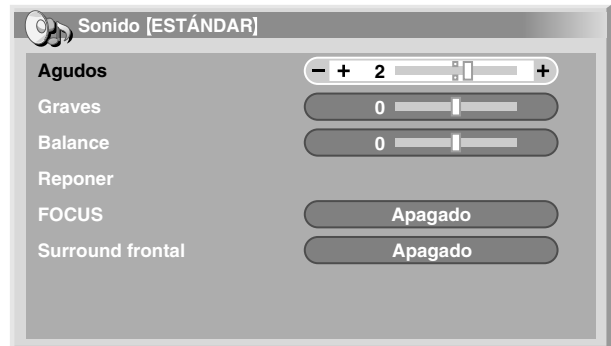 Sonido [ESTÁNDAR]
Agudos − + 2 +
Graves 0
Balance 0
Reponer
FOCUS Apagado
Surround frontal Apagado